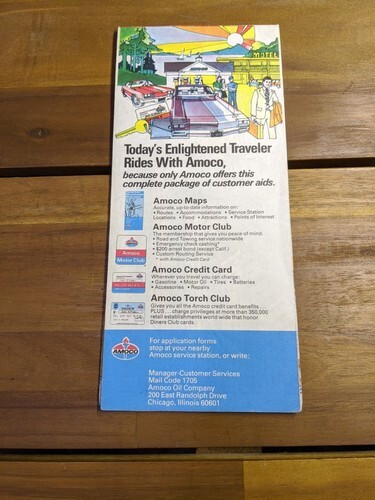 MOTEL
Today's Enlightened Traveler
Rides With Amoco,
because only Amoco offers this
complete package of customer aids.
Amoco Maps
Accurate, up-to-date information on:
• Routes • Accommodations • Service Station
Locations • Food • Attractions • Points of Interest
Amoco Motor Club
The membership that gives you peace of mind.
• Road and Towing service nationwide
• Emergency check cashing*
• $200 arrest bond (except Calif.)
• Custom Routing Service
* with Amoco Credit Card
Amoco
Motor Club
Amoco Credit Card
Wherever you travel you can charge:
• Gasoline • Motor Oil • Tires • Batteries
• Accessories • Repairs
Amoco Torch Club
Gives you all the Amoco credit card benefits
PLUS ... charge privileges at more than 350,000
retail establishments world wide that honor
Diners Club cards.
AMOCO
For application forms
stop at your nearby
Amoco service station, or write:
Manager-Customer Services
Mail Code 1705
Amoco Oil Company
200 East Randolph Drive
Chicago, Illinois 60601